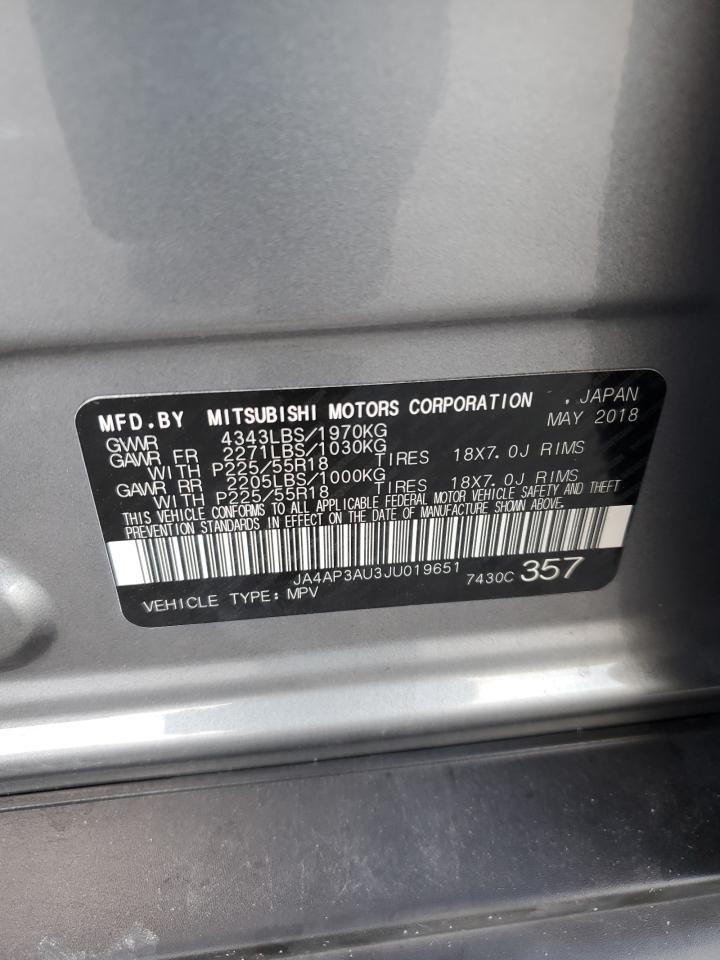 MFD.BY MITSUBISHI MOTORS CORPORATION . JAPAN
GVWR 4343LBS/1970KG MAY 2018
GAWR FR 2271LBS/1030KG
WITH P225/55R18 TIRES 18X7.0J RIMS
GAWR RR 2205LBS/1000KG
WITH P225/55R18 TIRES 18X7.0J RIMS
THIS VEHICLE CONFORMS TO ALL APPLICABLE FEDERAL MOTOR VEHICLE SAFETY AND THEFT
PREVENTION STANDARDS IN EFFECT ON THE DATE OF MANUFACTURE SHOWN ABOVE.
JA4AP3AU3JU019651
VEHICLE TYPE: MPV 7430C 357